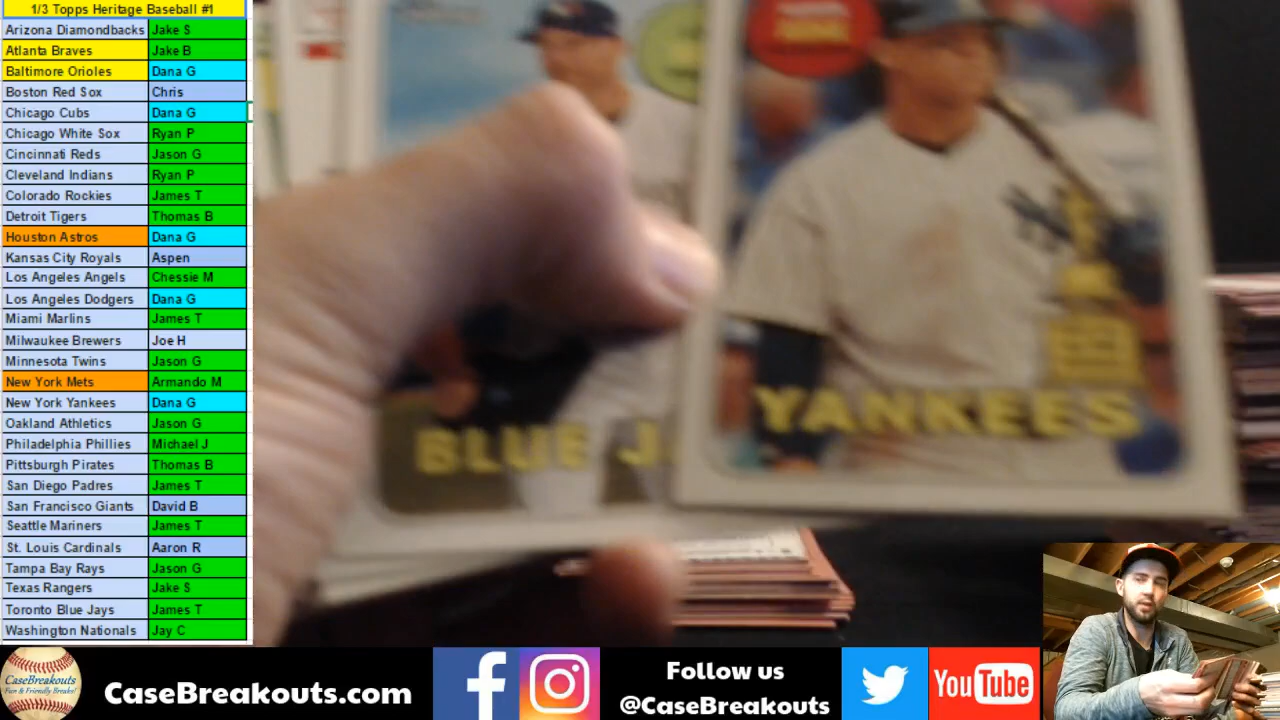 1/3 Topps Heritage Baseball #1
Arizona Diamondbacks Jake S
Atlanta Braves Jake B
Baltimore Orioles Dana G
Boston Red Sox Chris
Chicago Cubs Dana G
Chicago White Sox Ryan P
Cincinnati Reds Jason G
Cleveland Indians Ryan P
Colorado Rockies James T
Detroit Tigers Thomas B
Houston Astros Dana G
Kansas City Royals Aspen
Los Angeles Angels Chessie M
Los Angeles Dodgers Dana G
Miami Marlins James T
Milwaukee Brewers Joe H
Minnesota Twins Jason G
New York Mets Armando M
New York Yankees Dana G
Oakland Athletics Jason G
Philadelphia Phillies Michael J
Pittsburgh Pirates Thomas B
San Diego Padres James T
San Francisco Giants David B
Seattle Mariners James T
St. Louis Cardinals Aaron R
Tampa Bay Rays Jason G
Texas Rangers Jake S
Toronto Blue Jays James T
Washington Nationals Jay C
BLUE J
YANKEES
CaseBreakouts
Fun & Friendly Breaks!
CaseBreakouts.com
Follow us
@CaseBreakouts
YouTube